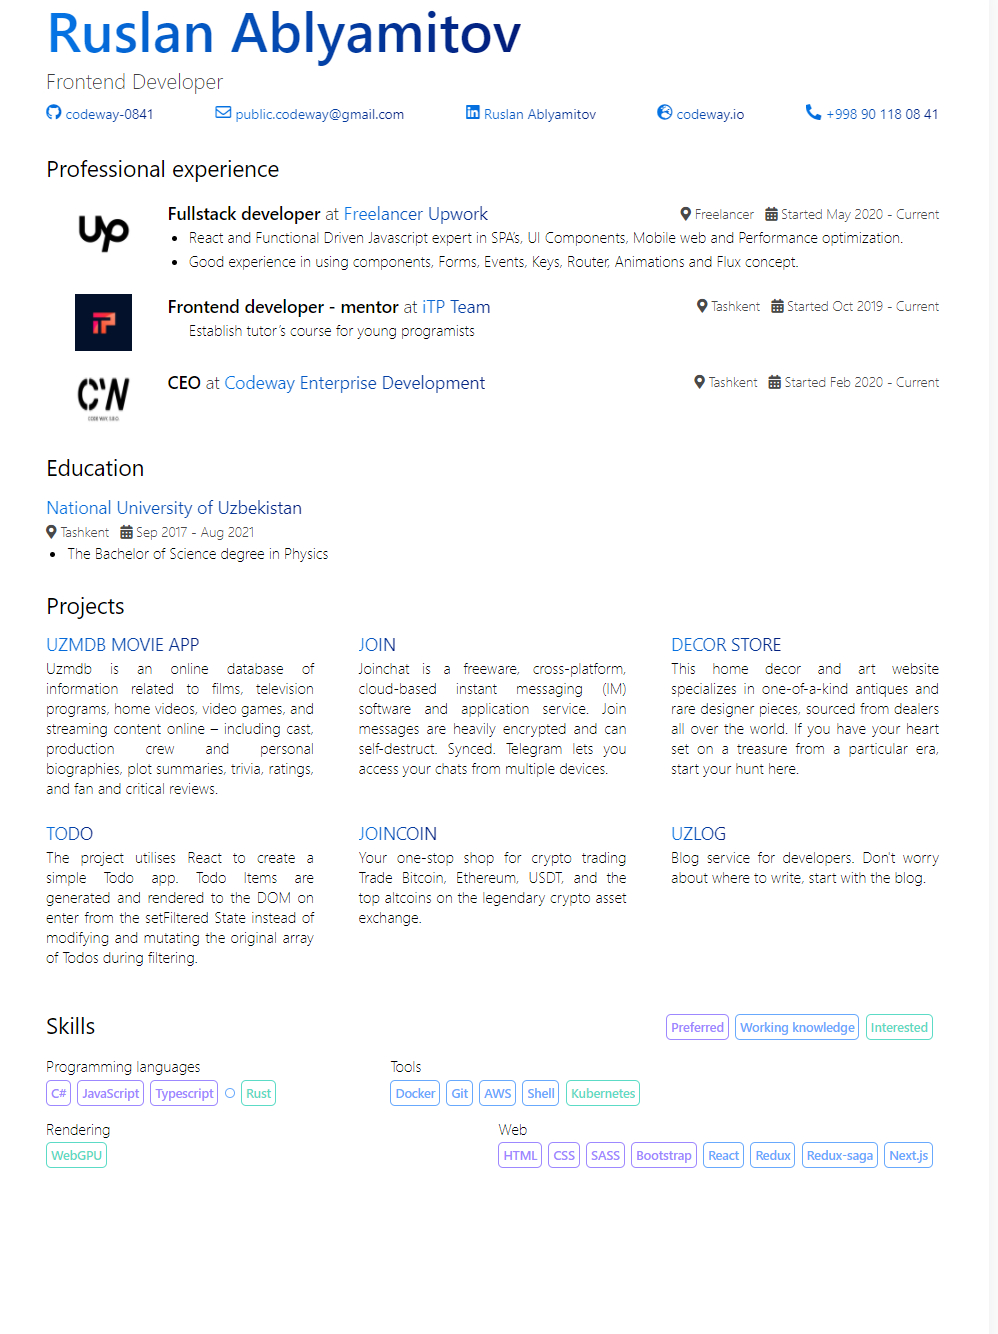 Ruslan Ablyamitov
Frontend Developer
codeway-0841 public.codeway@gmail.com Ruslan Ablyamitov codeway.io +998 90 118 08 41
Professional experience
Up
Fullstack developer at Freelancer Upwork Freelancer Started May 2020 - Current
• React and Functional Driven Javascript expert in SPA's, UI Components, Mobile web and Performance optimization.
• Good experience in using components, Forms, Events, Keys, Router, Animations and Flux concept.
iTP
Frontend developer - mentor at iTP Team Tashkent Started Oct 2019 - Current
Establish tutor's course for young programists
CW
CEO at Codeway Enterprise Development Tashkent Started Feb 2020 - Current
Education
National University of Uzbekistan
Tashkent Sep 2017 - Aug 2021
• The Bachelor of Science degree in Physics
Projects
UZMDB MOVIE APP
Uzmdb is an online database of
information related to films, television
programs, home videos, video games, and
streaming content online – including cast,
production crew and personal
biographies, plot summaries, trivia, ratings,
and fan and critical reviews.
JOIN
Joinchat is a freeware, cross-platform,
cloud-based instant messaging (IM)
software and application service. Join
messages are heavily encrypted and can
self-destruct. Synced. Telegram lets you
access your chats from multiple devices.
DECOR STORE
This home decor and art website
specializes in one-of-a-kind antiques and
rare designer pieces, sourced from dealers
all over the world. If you have your heart
set on a treasure from a particular era,
start your hunt here.
TODO
The project utilises React to create a
simple Todo app. Todo Items are
generated and rendered to the DOM on
enter from the setFiltered State instead of
modifying and mutating the original array
of Todos during filtering.
JOINCOIN
Your one-stop shop for crypto trading
Trade Bitcoin, Ethereum, USDT, and the
top altcoins on the legendary crypto asset
exchange.
UZLOG
Blog service for developers. Don't worry
about where to write, start with the blog.
Skills
Preferred Working knowledge Interested
Programming languages
C# JavaScript Typescript Rust
Tools
Docker Git AWS Shell Kubernetes
Rendering
WebGPU
Web
HTML CSS SASS Bootstrap React Redux Redux-saga Next.js